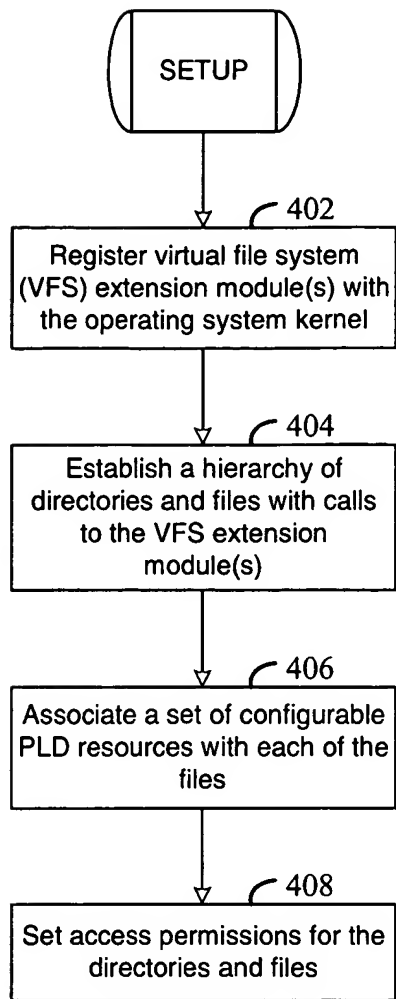 SETUP
402
Register virtual file system
(VFS) extension module(s) with
the operating system kernel
404
Establish a hierarchy of
directories and files with calls
to the VFS extension
module(s)
406
Associate a set of configurable
PLD resources with each of the
files
408
Set access permissions for the
directories and files